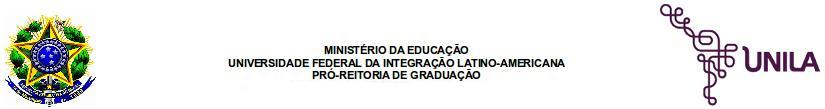 MINISTÉRIO DA EDUCAÇÃO
UNIVERSIDADE FEDERAL DA INTEGRAÇÃO LATINO-AMERICANA
PRÓ-REITORIA DE GRADUAÇÃO
UNILA